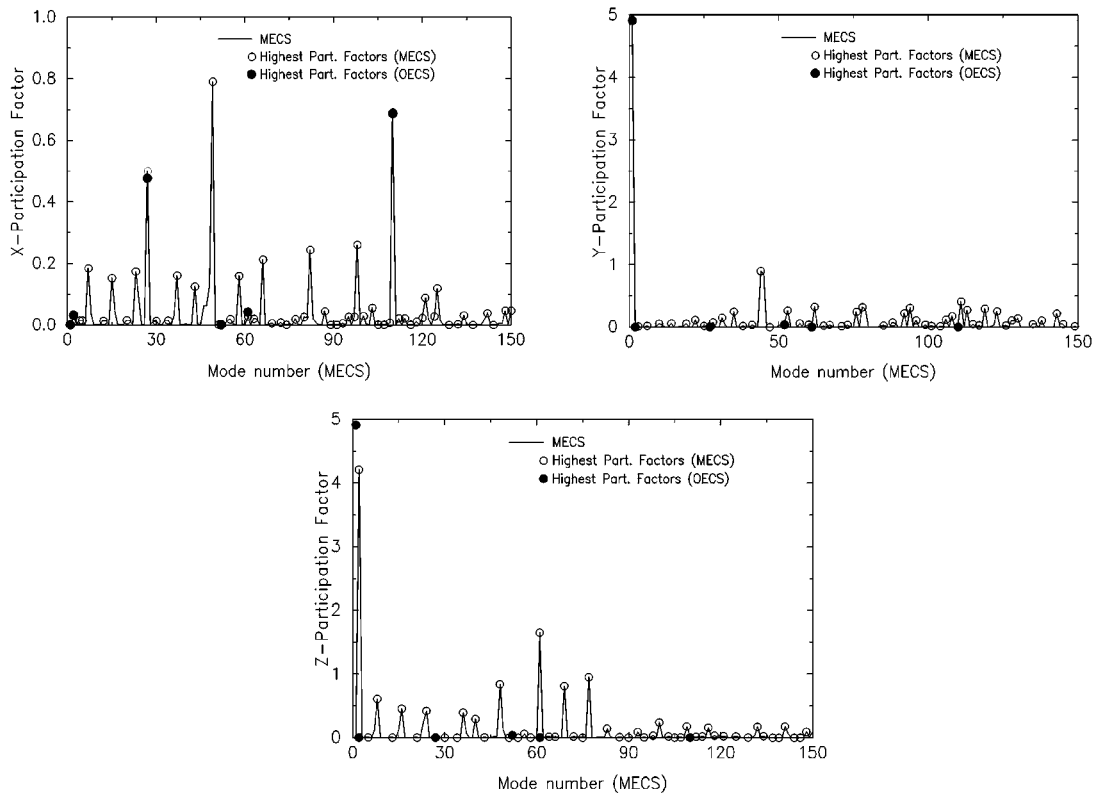 1.0
0.8
0.6
0.4
0.2
0.0
X-Participation Factor
MECS
Highest Part. Factors (MECS)
Highest Part. Factors (OECS)
0 30 60 90 120 150
Mode number (MECS)
5
4
3
2
1
0
Y-Participation Factor
MECS
Highest Part. Factors (MECS)
Highest Part. Factors (OECS)
0 50 100 150
Mode number (MECS)
5
4
3
2
1
0
Z-Participation Factor
MECS
Highest Part. Factors (MECS)
Highest Part. Factors (OECS)
0 30 60 90 120 150
Mode number (MECS)